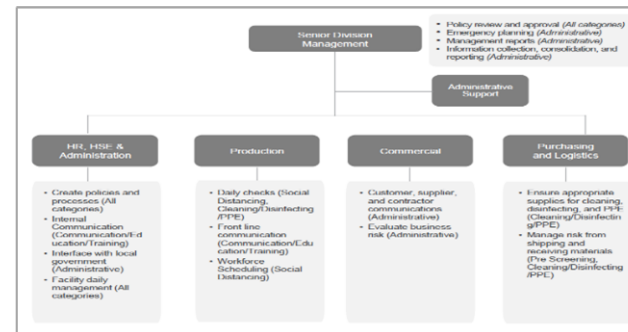 Senior Division
Management
• Policy review and approval (All categories)
• Emergency planning (Administrative)
• Management reports (Administrative)
• Information collection, consolidation, and
reporting (Administrative)
Administrative
Support
HR, HSE &
Administration
• Create policies and
processes (All
categories)
• Internal
Communication
(Communication/Ed
ucation/Training)
• Interface with local
government
(Administrative)
• Facility daily
management (All
categories)
Production
• Daily checks (Social
Distancing,
Cleaning/Disinfecting
/PPE)
• Front line
communication
(Communication/Edu
cation/Training)
• Workforce
Scheduling (Social
Distancing)
Commercial
• Customer, supplier,
and contractor
communications
(Administrative)
• Evaluate business
risk (Administrative)
Purchasing
and Logistics
• Ensure appropriate
supplies for cleaning,
disinfecting, and PPE
(Cleaning/Disinfectin
g/PPE)
• Manage risk from
shipping and
receiving materials
(Pre Screening,
Cleaning/Disinfecting
/PPE)